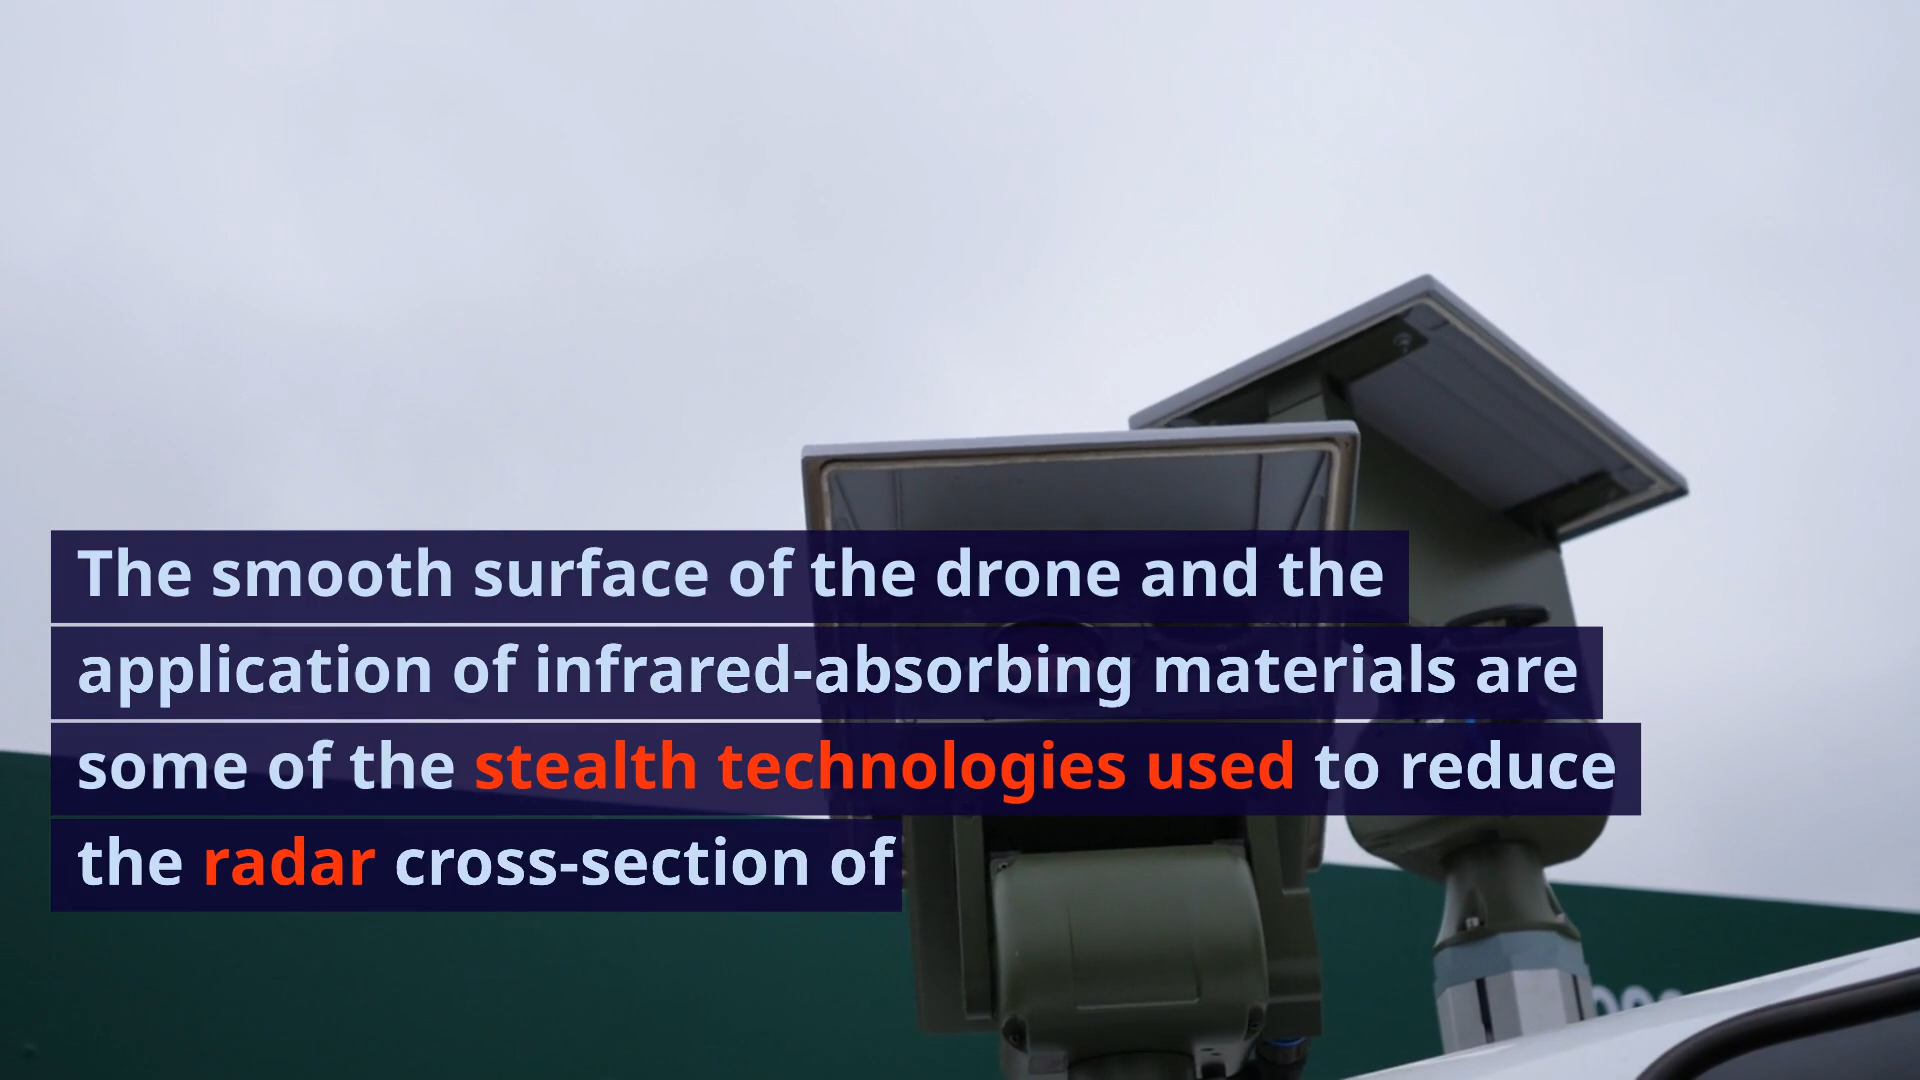 The smooth surface of the drone and the
application of infrared-absorbing materials are
some of the stealth technologies used to reduce
the radar cross-section of